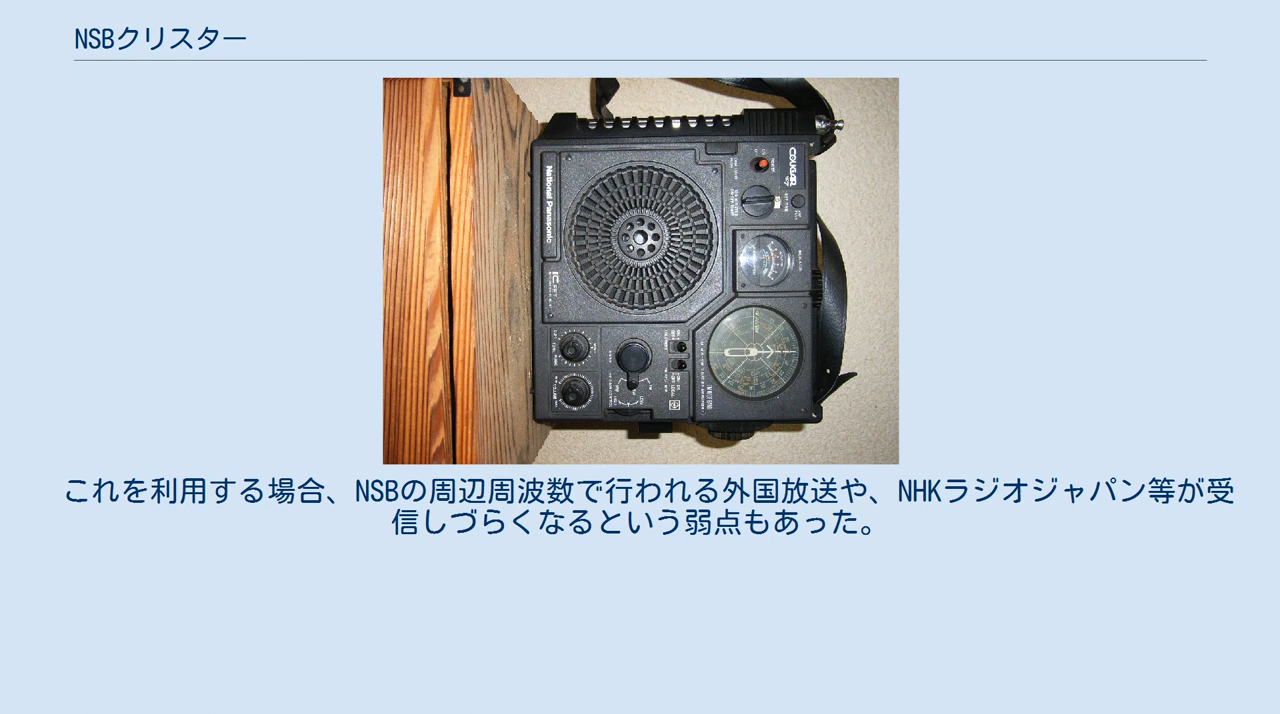 NSBクリスター
COUGAR
National Panasonic
これを利用する場合、NSBの周辺周波数で行われる外国放送や、NHKラジオジャパン等が受
信しづらくなるという弱点もあった。